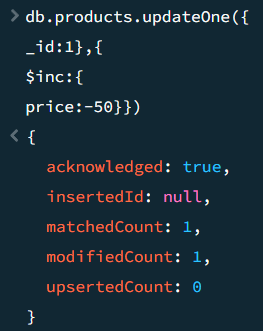 > db.products.updateOne({
_id:1},{
$inc:{
price:-50}})
< {
acknowledged: true,
insertedId: null,
matchedCount: 1,
modifiedCount: 1,
upsertedCount: 0
}